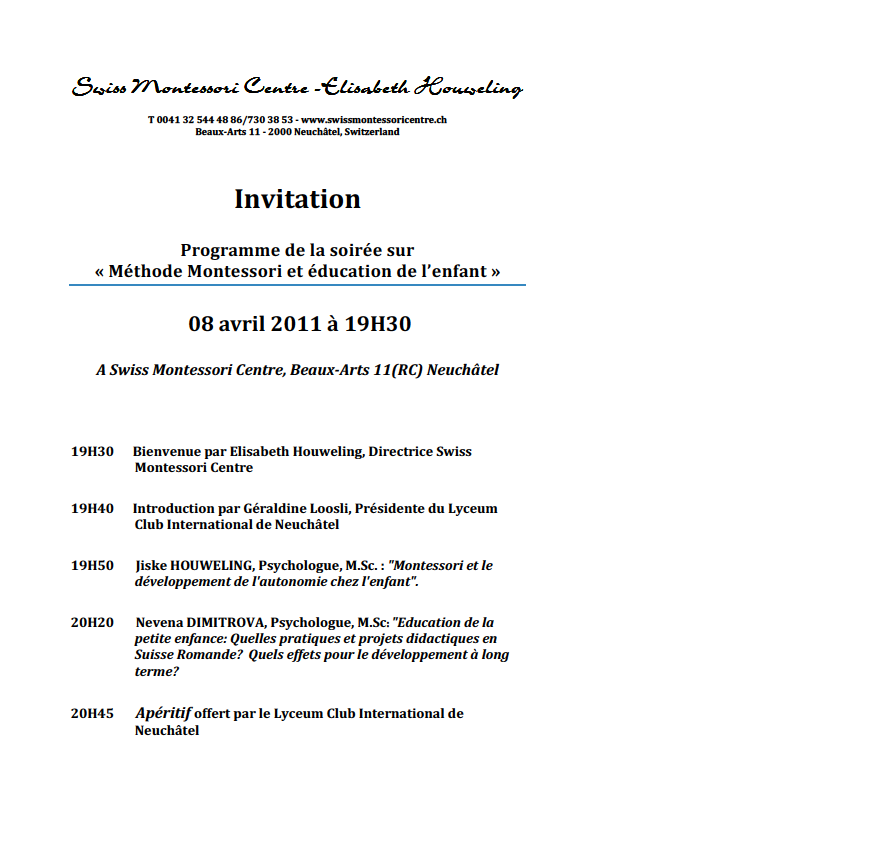 Swiss Montessori Centre -Elisabeth Houweling
T 0041 32 544 48 86/730 38 53 - www.swissmontessoricentre.ch
Beaux-Arts 11 - 2000 Neuchâtel, Switzerland
Invitation
Programme de la soirée sur
« Méthode Montessori et éducation de l’enfant »
08 avril 2011 à 19H30
A Swiss Montessori Centre, Beaux-Arts 11(RC) Neuchâtel
19H30 Bienvenue par Elisabeth Houweling, Directrice Swiss
Montessori Centre
19H40 Introduction par Géraldine Loosli, Présidente du Lyceum
Club International de Neuchâtel
19H50 Jiske HOUWELING, Psychologue, M.Sc. : "Montessori et le
développement de l'autonomie chez l'enfant".
20H20 Nevena DIMITROVA, Psychologue, M.Sc: "Education de la
petite enfance: Quelles pratiques et projets didactiques en
Suisse Romande? Quels effets pour le développement à long
terme?
20H45 Apéritif offert par le Lyceum Club International de
Neuchâtel